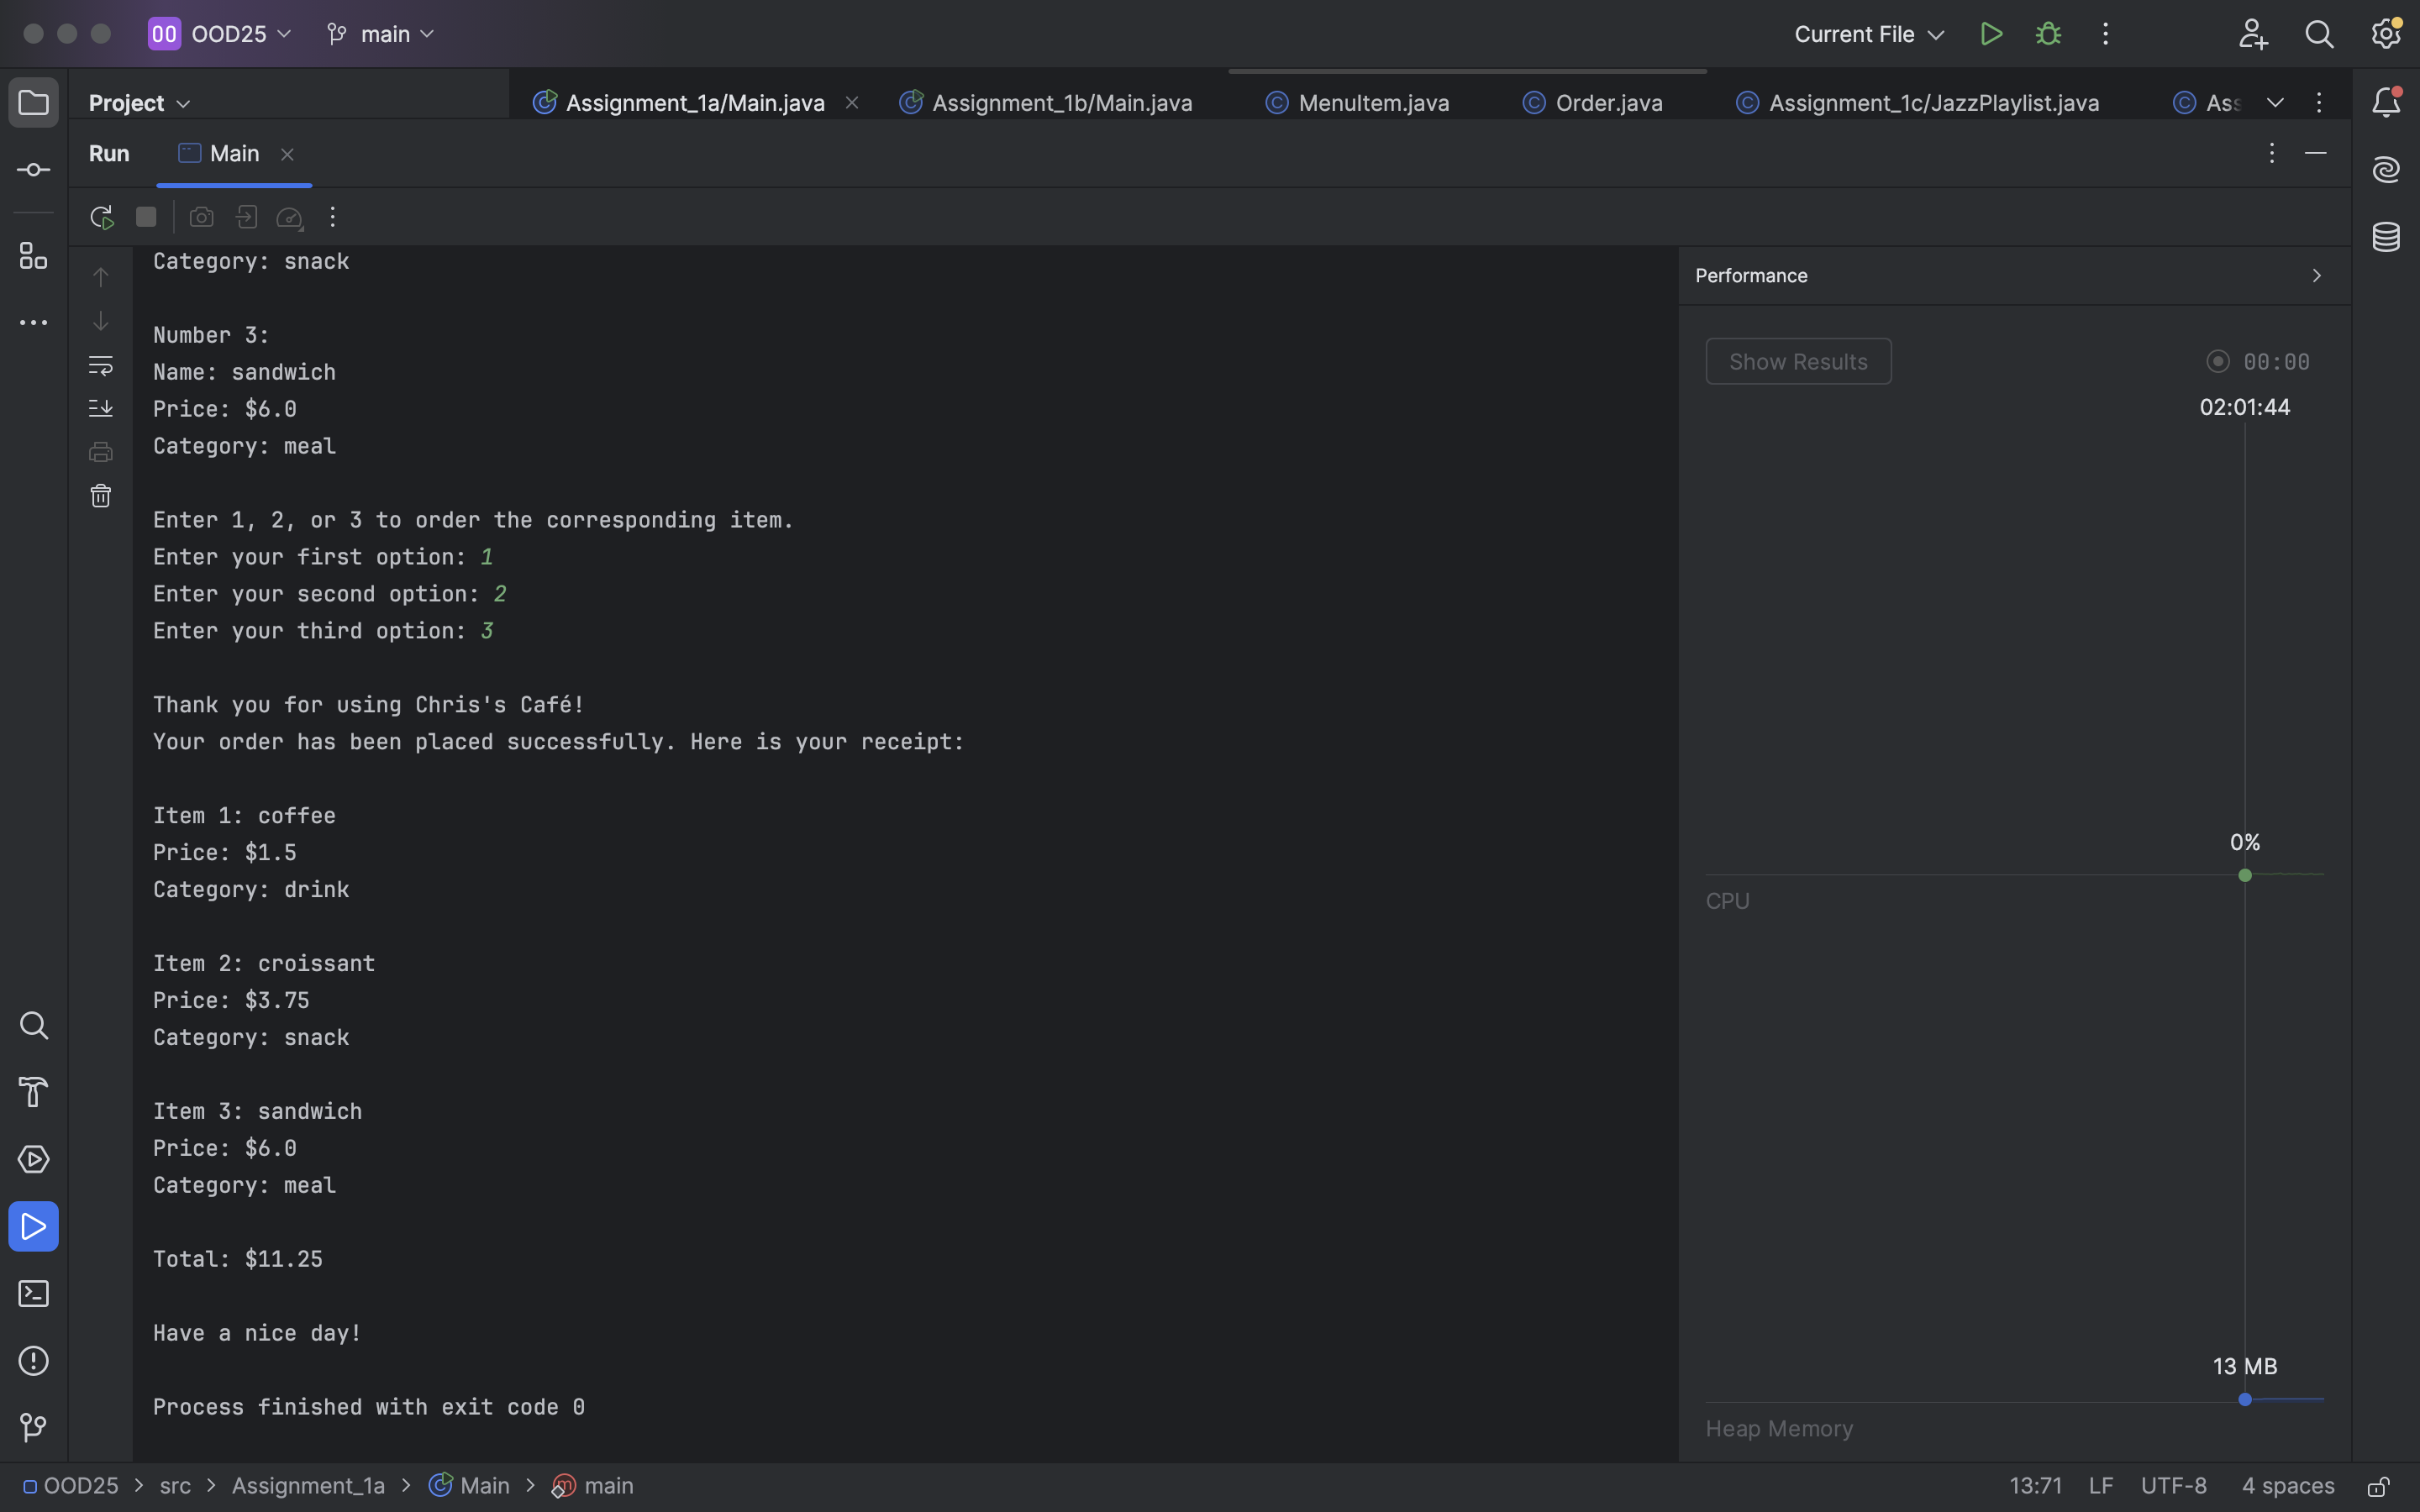 OO OOD25 main Current File
Project Assignment_1a/Main.java Assignment_1b/Main.java MenuItem.java Order.java Assignment_1c/JazzPlaylist.java Ass
Run Main
Category: snack
Performance
Number 3:
Name: sandwich
Show Results 00:00
Price: $6.0
02:01:44
Category: meal
Enter 1, 2, or 3 to order the corresponding item.
Enter your first option: 1
Enter your second option: 2
Enter your third option: 3
Thank you for using Chris's Café!
Your order has been placed successfully. Here is your receipt:
Item 1: coffee
Price: $1.5
0%
Category: drink
CPU
Item 2: croissant
Price: $3.75
Category: snack
Item 3: sandwich
Price: $6.0
Category: meal
Total: $11.25
Have a nice day!
13 MB
Process finished with exit code 0
Heap Memory
OOD25 > src > Assignment_1a > Main > main 13:71 LF UTF-8 4 spaces